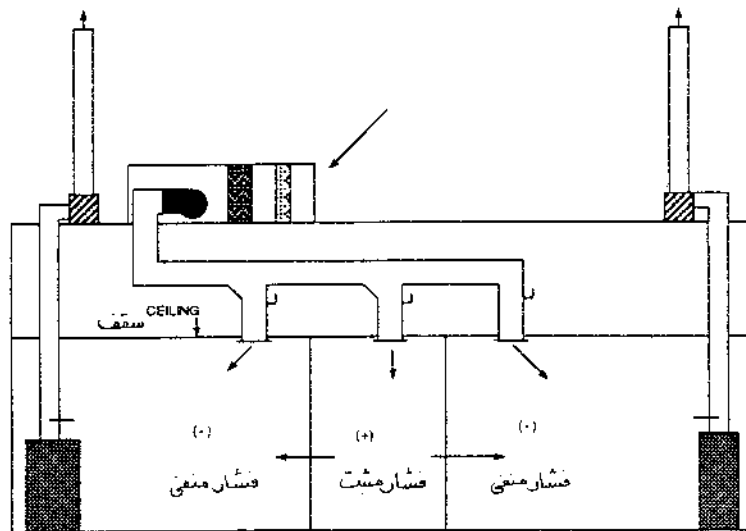 CEILING
سقف
(-)
(+)
(-)
فشار منفی
فشار مثبت
فشار منفی